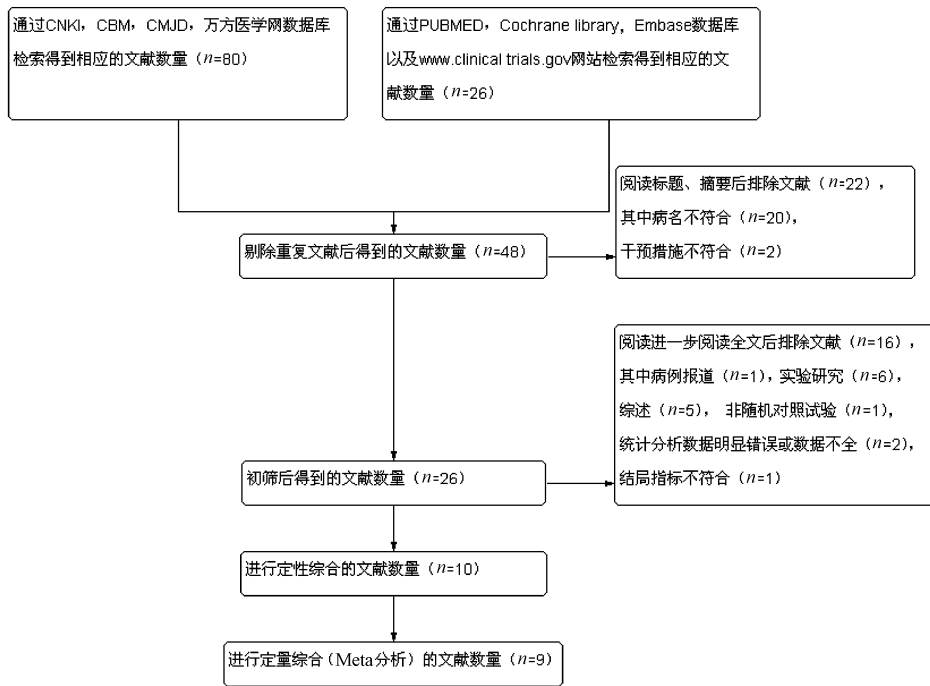 通过CNKI，CBM，CMJD，万方医学网数据库
检索得到相应的文献数量（n=80）
通过PUBMED，Cochrane library，Embase数据库
以及www.clinical trials.gov网站检索得到相应的文
献数量（n=26）
阅读标题、摘要后排除文献（n=22），
其中病名不符合（n=20），
干预措施不符合（n=2）
剔除重复文献后得到的文献数量（n=48）
阅读进一步阅读全文后排除文献（n=16），
其中病例报道（n=1），实验研究（n=6），
综述（n=5）， 非随机对照试验（n=1），
统计分析数据明显错误或数据不全（n=2），
结局指标不符合（n=1）
初筛后得到的文献数量（n=26）
进行定性综合的文献数量（n=10）
进行定量综合（Meta分析）的文献数量（n=9）